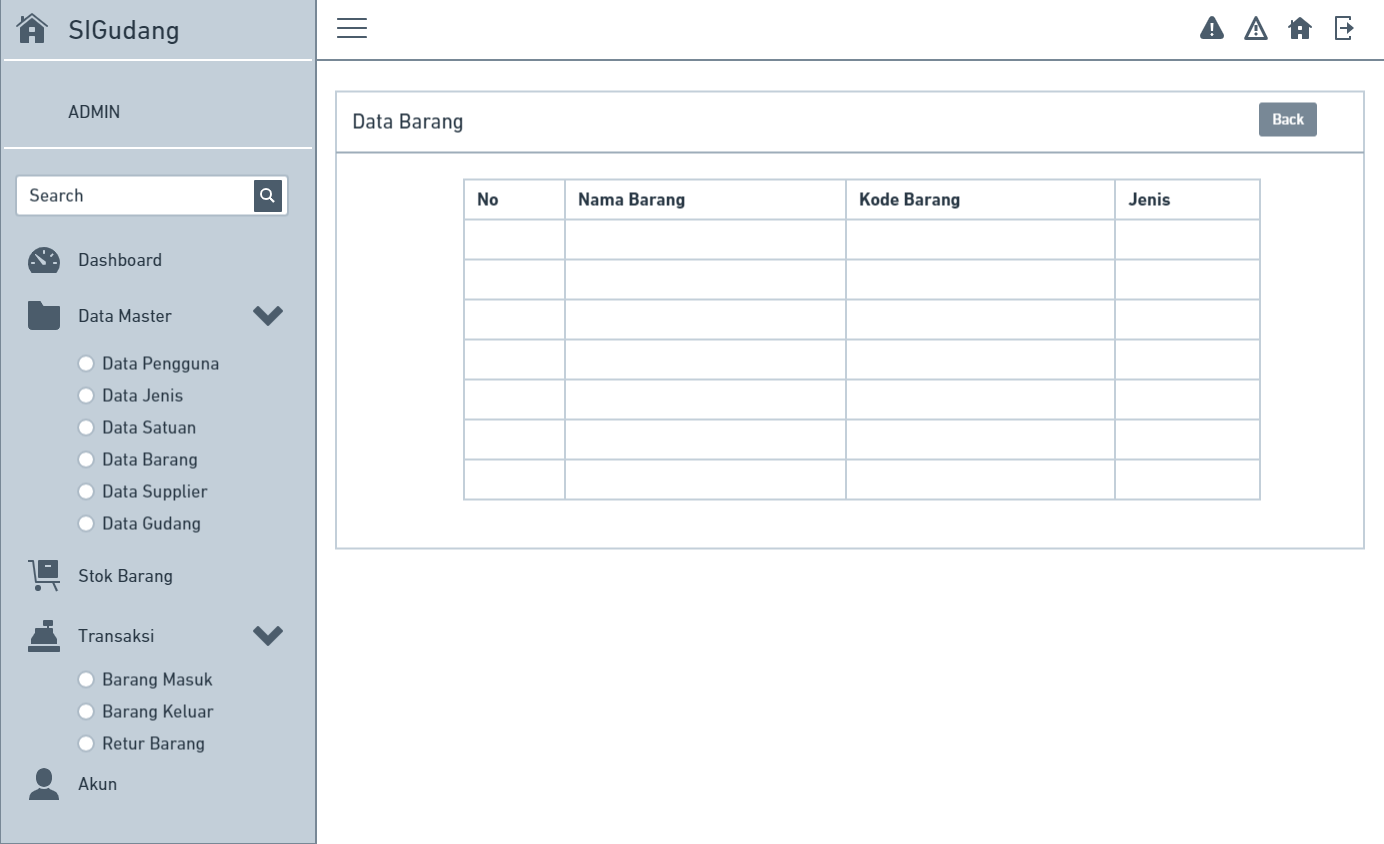 SIGudang
ADMIN
Search
Dashboard
Data Master
Data Pengguna
Data Jenis
Data Satuan
Data Barang
Data Supplier
Data Gudang
Stok Barang
Transaksi
Barang Masuk
Barang Keluar
Retur Barang
Akun
Data Barang
Back
No Nama Barang Kode Barang Jenis